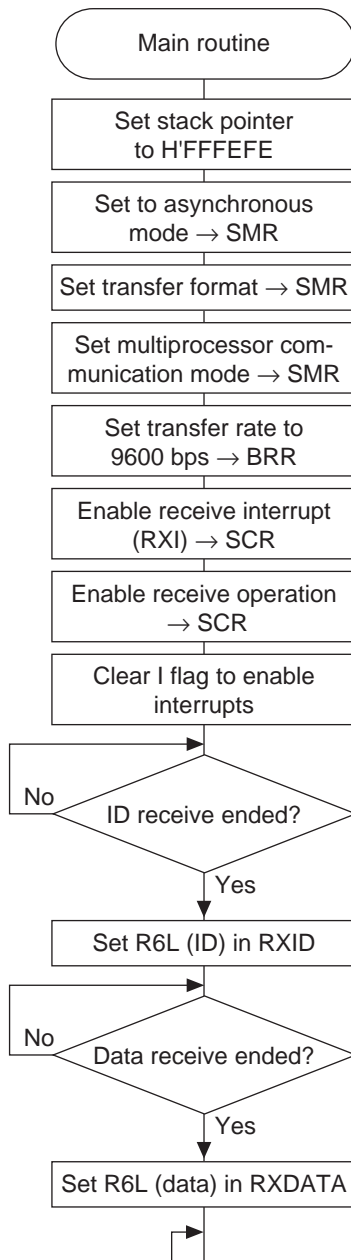 Main routine
Set stack pointer
to H'FFFEFE
Set to asynchronous
mode → SMR
Set transfer format → SMR
Set multiprocessor com-
munication mode → SMR
Set transfer rate to
9600 bps → BRR
Enable receive interrupt
(RXI) → SCR
Enable receive operation
→ SCR
Clear I flag to enable
interrupts
No
ID receive ended?
Yes
Set R6L (ID) in RXID
No
Data receive ended?
Yes
Set R6L (data) in RXDATA